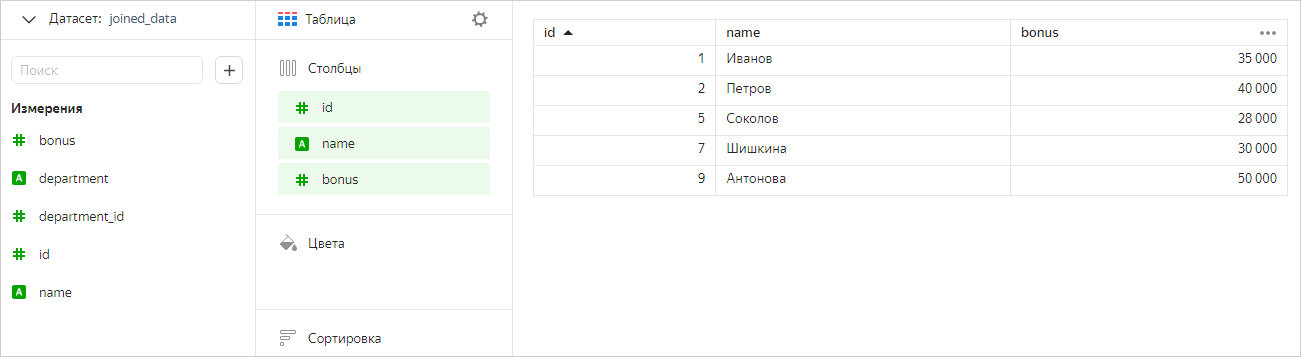 Датасет: joined_data
Поиск
Измерения
# bonus
A department
# department_id
# id
A name
Таблица
Столбцы
# id
A name
# bonus
Цвета
Сортировка
id name bonus
1 Иванов 35 000
2 Петров 40 000
5 Соколов 28 000
7 Шишкина 30 000
9 Антонова 50 000